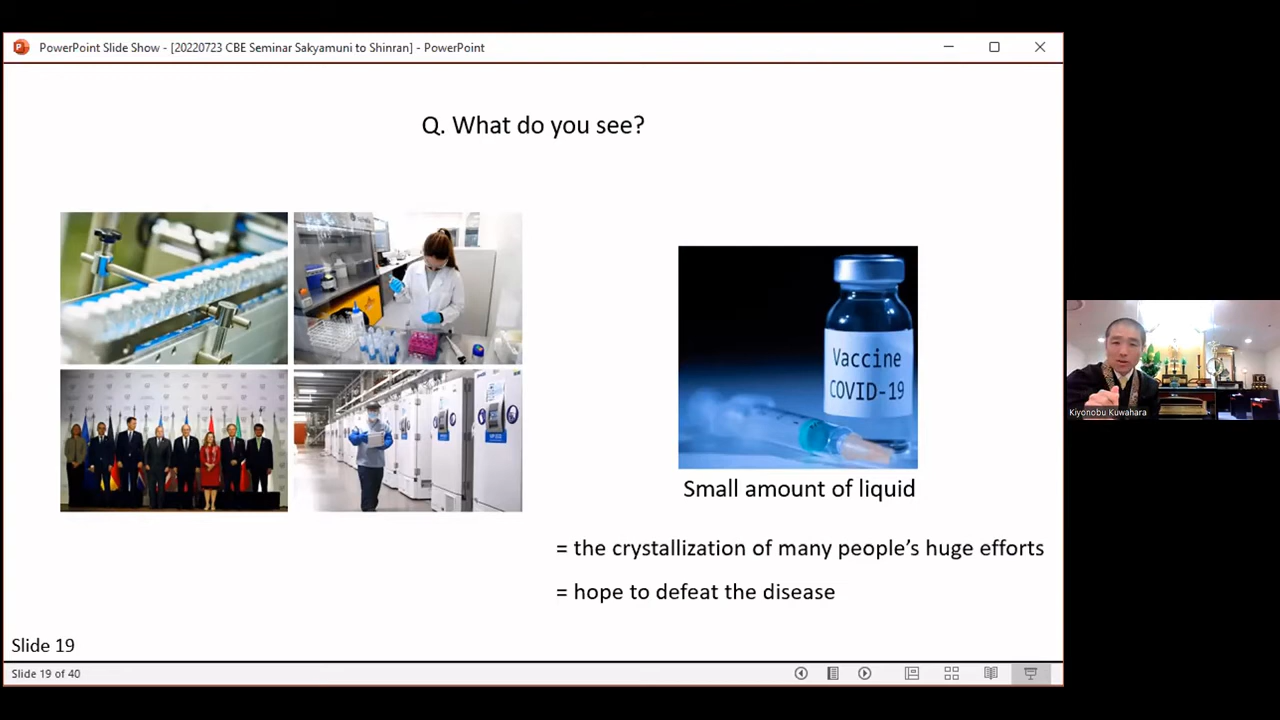 PowerPoint Slide Show - [20220723 CBE Seminar Sakyamuni to Shinran] - PowerPoint
Q. What do you see?
Vaccine
COVID-19
Small amount of liquid
= the crystallization of many people's huge efforts
= hope to defeat the disease
Slide 19
Slide 19 of 40
Kiyonobu Kuwahara